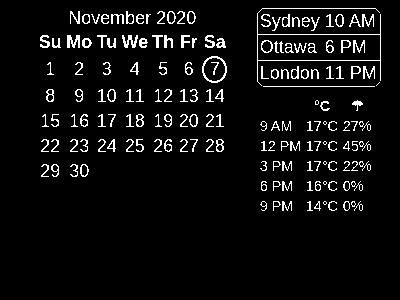 November 2020
Su Mo Tu We Th Fr Sa
1 2 3 4 5 6 7
8 9 10 11 12 13 14
15 16 17 18 19 20 21
22 23 24 25 26 27 28
29 30
Sydney 10 AM
Ottawa 6 PM
London 11 PM
°C ☂
9 AM 17°C 27%
12 PM 17°C 45%
3 PM 17°C 22%
6 PM 16°C 0%
9 PM 14°C 0%